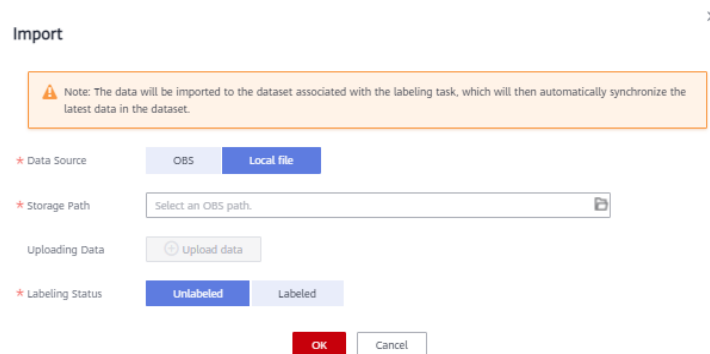 Import
Note: The data will be imported to the dataset associated with the labeling task, which will then automatically synchronize the
latest data in the dataset.
* Data Source OBS Local file
* Storage Path Select an OBS path.
Uploading Data Upload data
* Labeling Status Unlabeled Labeled
OK Cancel